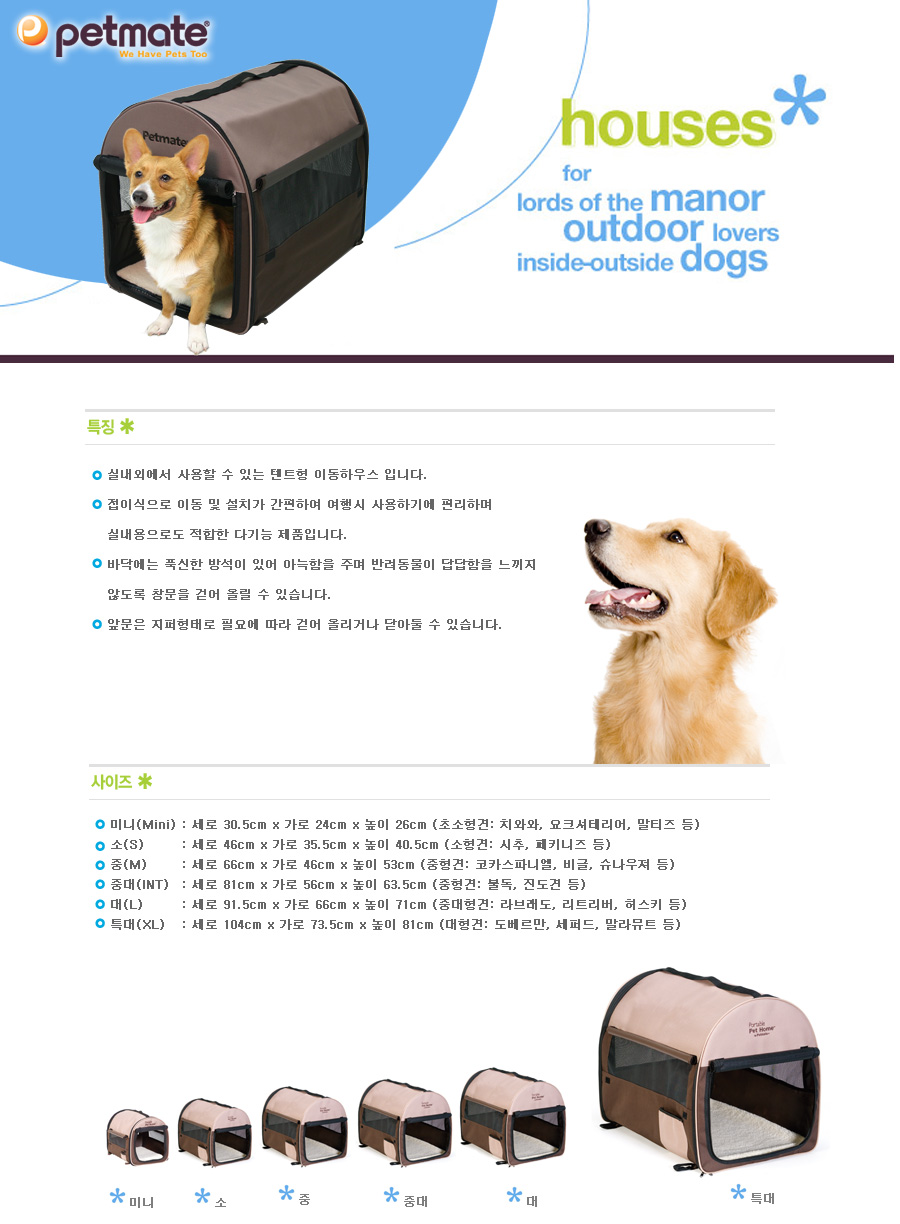 petmate®
We Have Pets Too
Petmate
houses*
for
lords of the manor
outdoor lovers
inside-outside dogs
특징 *
실내외에서 사용할 수 있는 텐트형 이동하우스 입니다.
접이식으로 이동 및 설치가 간편하여 여행시 사용하기에 편리하며
실내용으로도 적합한 다기능 제품입니다.
바닥에는 푹신한 방석이 있어 아늑함을 주며 반려동물이 답답함을 느끼지
않도록 창문을 걷어 올릴 수 있습니다.
앞문은 지퍼형태로 필요에 따라 걷어 올리거나 닫아둘 수 있습니다.
사이즈 *
미니(Mini) : 세로 30.5cm x 가로 24cm x 높이 26cm (초소형견: 치와와, 요크셔테리어, 말티즈 등)
소(S) : 세로 46cm x 가로 35.5cm x 높이 40.5cm (소형견: 시추, 페키니즈 등)
중(M) : 세로 66cm x 가로 46cm x 높이 53cm (중형견: 코카스파니엘, 비글, 슈나우져 등)
중대(INT) : 세로 81cm x 가로 56cm x 높이 63.5cm (중형견: 불독, 진도견 등)
대(L) : 세로 91.5cm x 가로 66cm x 높이 71cm (중대형견: 라브래도, 리트리버, 허스키 등)
특대(XL) : 세로 104cm x 가로 73.5cm x 높이 81cm (대형견: 도베르만, 세퍼드, 말라뮤트 등)
Portable
Pet Home
* 미니 * 소 * 중 * 중대 * 대 * 특대